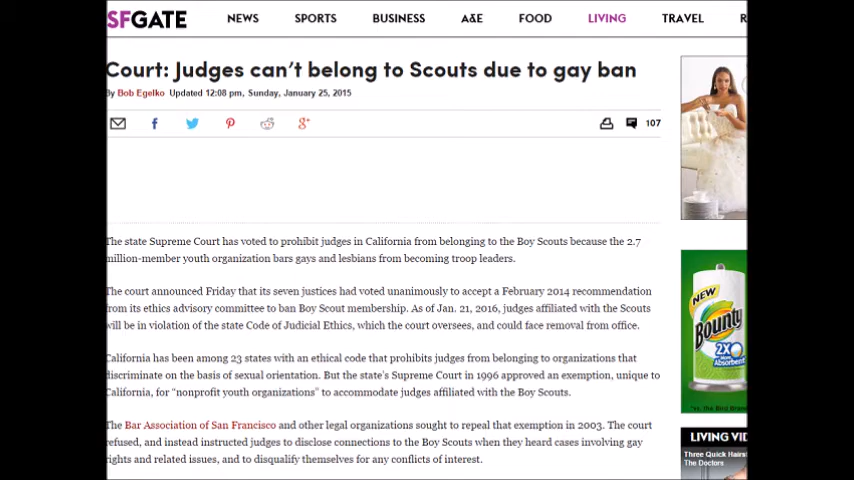 SFGATE NEWS SPORTS BUSINESS A&E FOOD LIVING TRAVEL
Court: Judges can't belong to Scouts due to gay ban
By Bob Egelko Updated 12:08 pm, Sunday, January 25, 2015
107
The state Supreme Court has voted to prohibit judges in California from belonging to the Boy Scouts because the 2.7
million-member youth organization bars gays and lesbians from becoming troop leaders.
The court announced Friday that its seven justices had voted unanimously to accept a February 2014 recommendation
from its ethics advisory committee to ban Boy Scout membership. As of Jan. 21, 2016, judges affiliated with the Scouts
will be in violation of the state Code of Judicial Ethics, which the court oversees, and could face removal from office.
California has been among 23 states with an ethical code that prohibits judges from belonging to organizations that
discriminate on the basis of sexual orientation. But the state's Supreme Court in 1996 approved an exemption, unique to
California, for “nonprofit youth organizations” to accommodate judges affiliated with the Boy Scouts.
The Bar Association of San Francisco and other legal organizations sought to repeal that exemption in 2003. The court
refused, and instead instructed judges to disclose connections to the Boy Scouts when they heard cases involving gay
rights and related issues, and to disqualify themselves for any conflicts of interest.
NEW
Bounty
2X
More
Absorbent
LIVING VID
Three Quick Hairs
The Doctors